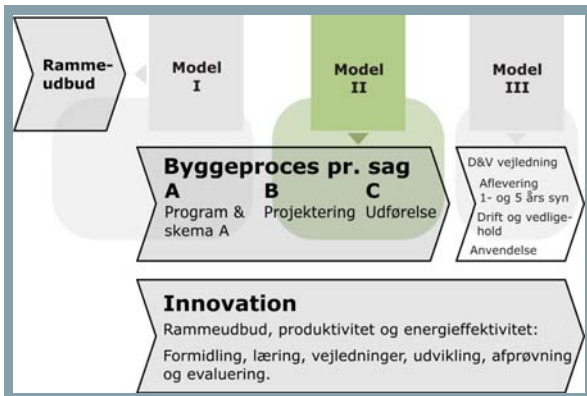 Ramme-
udbud
Model
I
Model
II
Model
III
Byggeproces pr. sag
A
B
C
Program &
skema A
Projektering
Udførelse
D&V vejledning
Aflevering
1- og 5 års syn
Drift og vedlige-
hold
Anvendelse
Innovation
Rammeudbud, produktivitet og energieffektivitet:
Formidling, læring, vejledninger, udvikling, afprøvning
og evaluering.